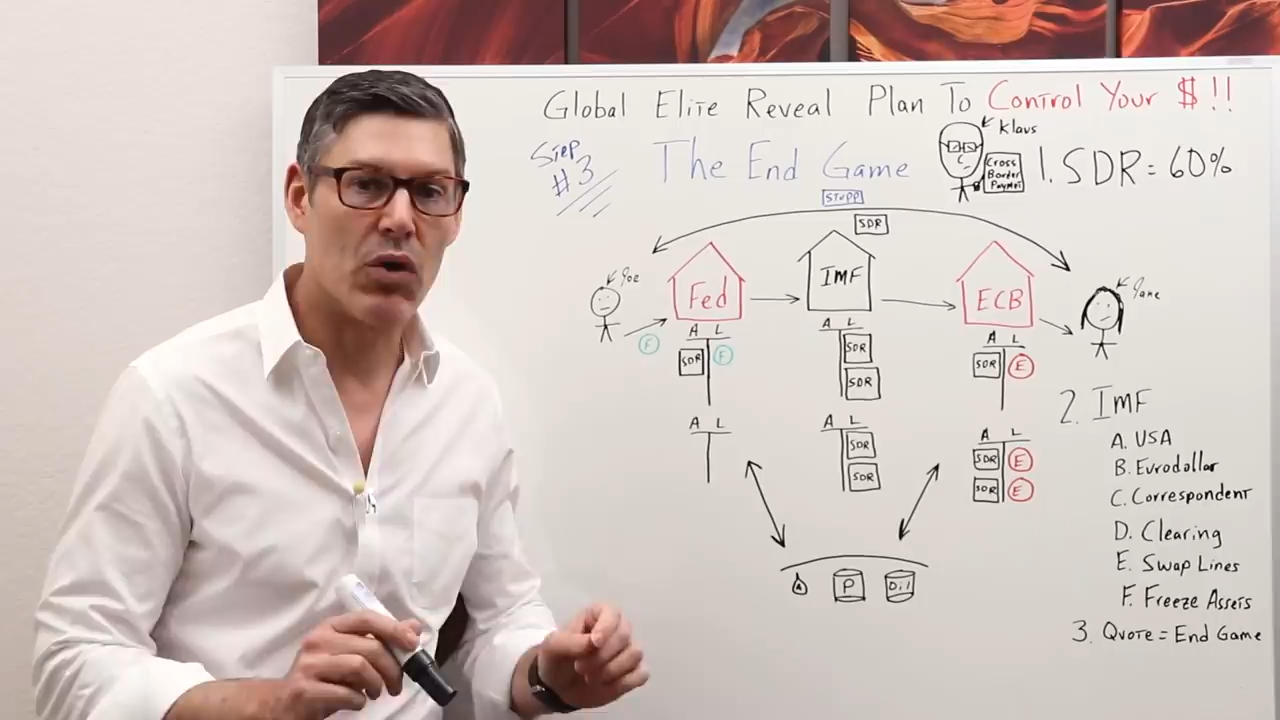 Global Elite Reveal Plan To Control Your $!!
Step
#3
The End Game
Klaus
Cross
Border
Paymet
1. SDR = 60%
STOPP
SDR
Joe
Fed
IMF
ECB
Jane
F
A L
SDR F
A L
SDR
SDR
A L
SDR E
A L
A L
SDR
SDR
A L
SDR E
SDR E
P
Oil
2. IMF
A. USA
B. Eurodollar
C. Correspondent
D. Clearing
E. Swap Lines
F. Freeze Assets
3. Quote = End Game